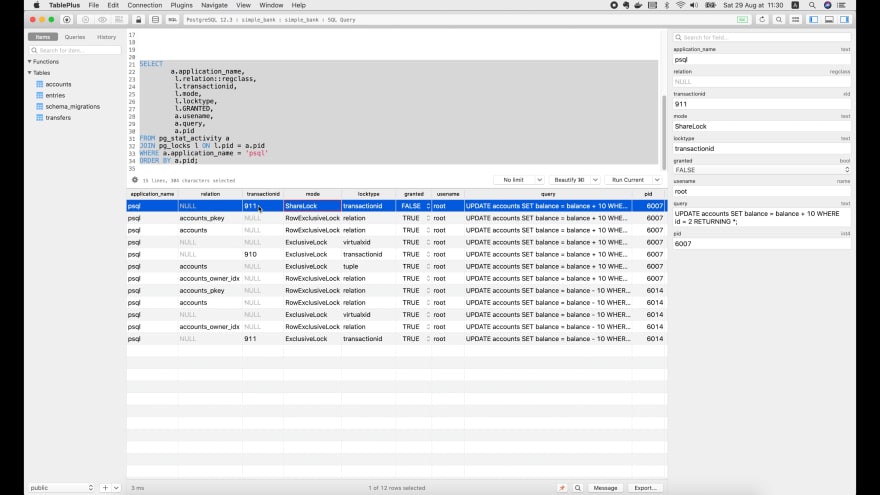 TablePlus File Edit View Connection Plugins Navigate Tools Window Help Sat 29 Aug at 11:30
PostgreSQL 12.3 : simple_bank : simple_bank : SQL Query
SQL
Items Queries History
Search for item...
Functions
Tables
accounts
entries
schema_migrations
transfers
public
17
18
19
20
21 SELECT
22 a.application_name,
23 l.relation::regclass,
24 l.transactionid,
25 l.mode,
26 l.locktype,
27 l.GRANTED,
28 a.usename,
29 a.query,
30 a.pid
31 FROM pg_stat_activity a
32 JOIN pg_locks l ON l.pid = a.pid
33 WHERE a.application_name = 'psql'
34 ORDER BY a.pid;
35
15 lines, 304 characters selected
No limit Beautify ⌘I Run Current
application_name relation transactionid mode locktype granted usename query pid
psql NULL 911 ShareLock transactionid FALSE root UPDATE accounts SET balance = balance + 10 WHE... 6007
psql accounts_pkey NULL RowExclusiveLock relation TRUE root UPDATE accounts SET balance = balance + 10 WHE... 6007
psql accounts NULL RowExclusiveLock relation TRUE root UPDATE accounts SET balance = balance + 10 WHE... 6007
psql NULL NULL ExclusiveLock virtualxid TRUE root UPDATE accounts SET balance = balance + 10 WHE... 6007
psql NULL 910 ExclusiveLock transactionid TRUE root UPDATE accounts SET balance = balance + 10 WHE... 6007
psql accounts NULL ExclusiveLock tuple TRUE root UPDATE accounts SET balance = balance + 10 WHE... 6007
psql accounts_owner_idx NULL RowExclusiveLock relation TRUE root UPDATE accounts SET balance = balance + 10 WHE... 6007
psql accounts_pkey NULL RowExclusiveLock relation TRUE root UPDATE accounts SET balance = balance - 10 WHER... 6014
psql accounts NULL RowExclusiveLock relation TRUE root UPDATE accounts SET balance = balance - 10 WHER... 6014
psql NULL NULL ExclusiveLock virtualxid TRUE root UPDATE accounts SET balance = balance - 10 WHER... 6014
psql accounts_owner_idx NULL RowExclusiveLock relation TRUE root UPDATE accounts SET balance = balance - 10 WHER... 6014
psql NULL 911 ExclusiveLock transactionid TRUE root UPDATE accounts SET balance = balance - 10 WHER... 6014
3 ms 1 of 12 rows selected Message Export...
Search for field...
application_name text
psql
relation regclass
NULL
transactionid xid
911
mode text
ShareLock
locktype text
transactionid
granted bool
FALSE
usename name
root
query text
UPDATE accounts SET balance = balance + 10 WHERE
id = 2 RETURNING *;
pid int4
6007